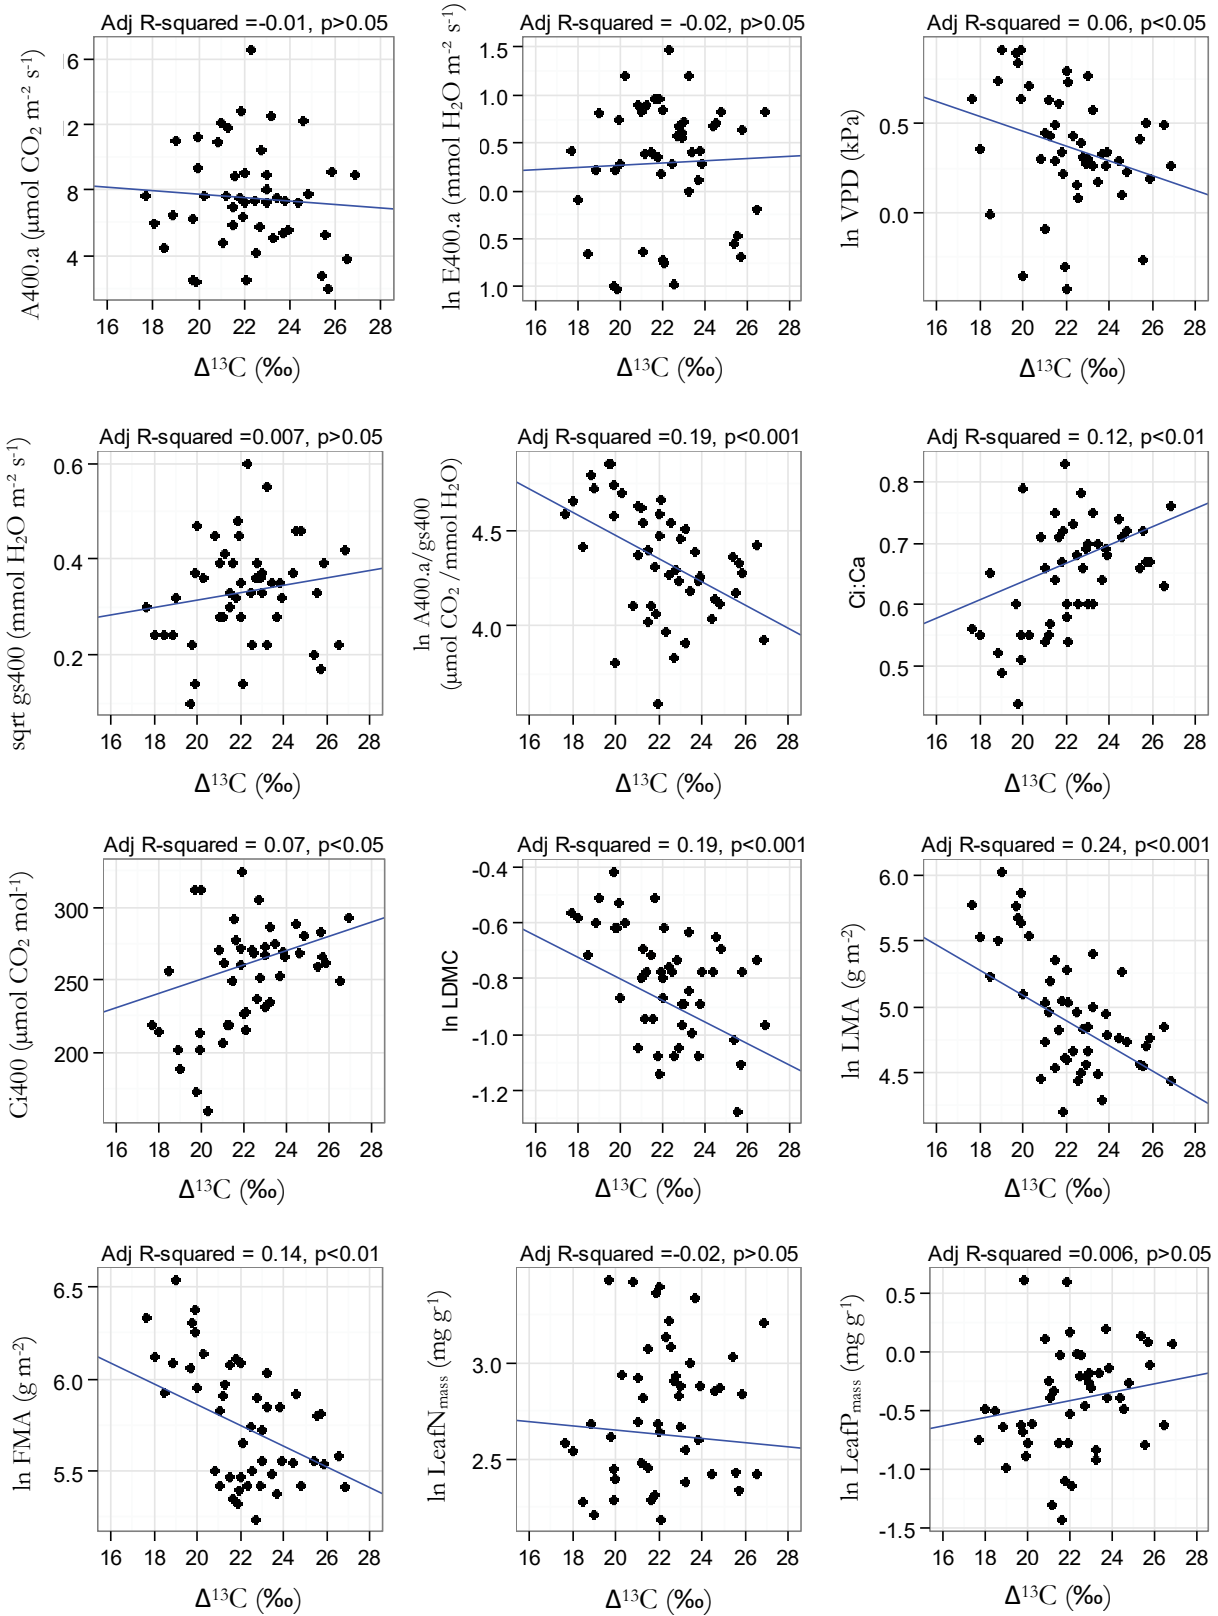 Adj R-squared =-0.01, p>0.05
A400.a (µmol CO₂ m⁻² s⁻¹)
6
2
8
4
16 18 20 22 24 26 28
Δ¹³C (‰)
Adj R-squared = -0.02, p>0.05
ln E400.a (mmol H₂O m⁻² s⁻¹)
1.5
1.0
0.5
0.0
0.5
1.0
16 18 20 22 24 26 28
Δ¹³C (‰)
Adj R-squared = 0.06, p<0.05
ln VPD (kPa)
0.5
0.0
16 18 20 22 24 26 28
Δ¹³C (‰)
Adj R-squared =0.007, p>0.05
sqrt gs400 (mmol H₂O m⁻² s⁻¹)
0.6
0.4
0.2
16 18 20 22 24 26 28
Δ¹³C (‰)
Adj R-squared =0.19, p<0.001
ln A400.a/gs400
(µmol CO₂ /mmol H₂O)
4.5
4.0
16 18 20 22 24 26 28
Δ¹³C (‰)
Adj R-squared = 0.12, p<0.01
Ci:Ca
0.8
0.7
0.6
0.5
16 18 20 22 24 26 28
Δ¹³C (‰)
Adj R-squared = 0.07, p<0.05
Ci400 (µmol CO₂ mol⁻¹)
300
250
200
16 18 20 22 24 26 28
Δ¹³C (‰)
Adj R-squared = 0.19, p<0.001
ln LDMC
-0.4
-0.6
-0.8
-1.0
-1.2
16 18 20 22 24 26 28
Δ¹³C (‰)
Adj R-squared = 0.24, p<0.001
ln LMA (g m⁻²)
6.0
5.5
5.0
4.5
16 18 20 22 24 26 28
Δ¹³C (‰)
Adj R-squared = 0.14, p<0.01
ln FMA (g m⁻²)
6.5
6.0
5.5
16 18 20 22 24 26 28
Δ¹³C (‰)
Adj R-squared =-0.02, p>0.05
ln LeafNmass (mg g⁻¹)
3.0
2.5
16 18 20 22 24 26 28
Δ¹³C (‰)
Adj R-squared =0.006, p>0.05
ln LeafPmass (mg g⁻¹)
0.5
0.0
-0.5
-1.0
-1.5
16 18 20 22 24 26 28
Δ¹³C (‰)